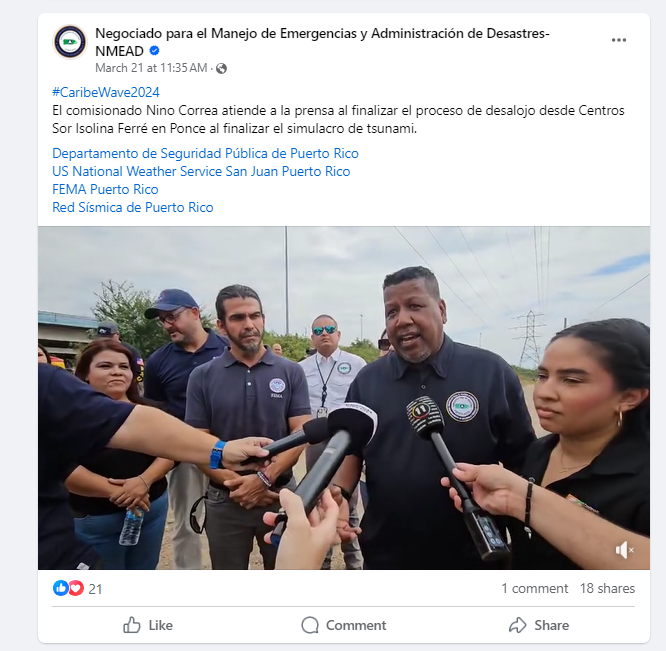 Negociado para el Manejo de Emergencias y Administración de Desastres-
NMEAD
March 21 at 11:35 AM ·
#CaribeWave2024
El comisionado Nino Correa atiende a la prensa al finalizar el proceso de desalojo desde Centros
Sor Isolina Ferré en Ponce al finalizar el simulacro de tsunami.
Departamento de Seguridad Pública de Puerto Rico
US National Weather Service San Juan Puerto Rico
FEMA Puerto Rico
Red Sísmica de Puerto Rico
FEMA
11
21
1 comment 18 shares
Like Comment Share